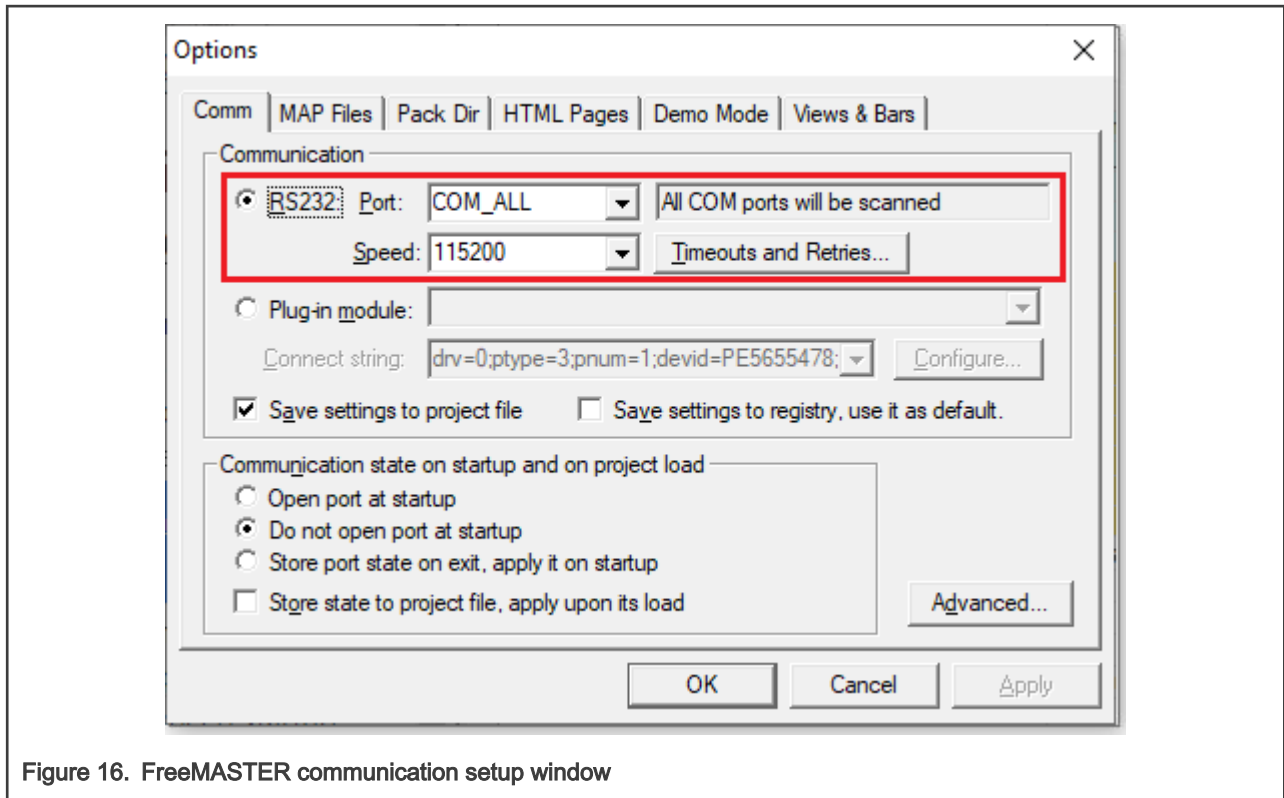 Options
Comm MAP Files Pack Dir HTML Pages Demo Mode Views & Bars
Communication
RS232: Port: COM_ALL All COM ports will be scanned
Speed: 115200 Timeouts and Retries...
Plug-in module:
Connect string: drv=0;ptype=3;pnum=1;devid=PE5655478; Configure...
Save settings to project file Save settings to registry, use it as default.
Communication state on startup and on project load
Open port at startup
Do not open port at startup
Store port state on exit, apply it on startup
Store state to project file, apply upon its load Advanced...
OK Cancel Apply
Figure 16. FreeMASTER communication setup window